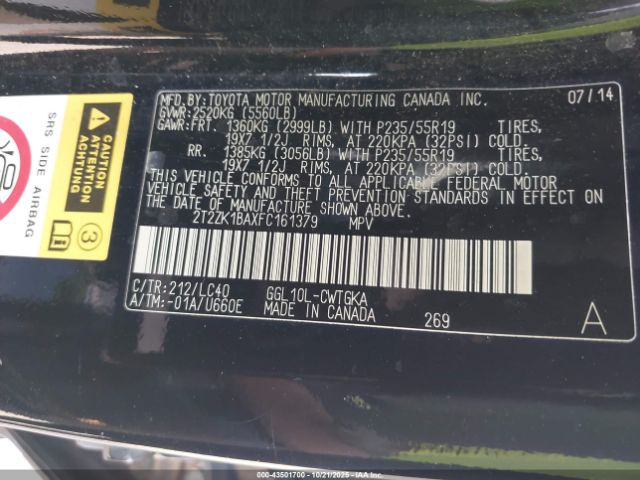 SRS SIDE AIRBAG
CAUTION
ATTENTION
ACHTUNG
3
MFD.BY:TOYOTA MOTOR MANUFACTURING CANADA INC. 07/14
GVWR:2520KG (5560LB)
GAWR:FRT. 1360KG (2999LB) WITH P235/55R19 TIRES,
19X7 1/2J RIMS, AT 220KPA (32PSI) COLD.
RR. 1385KG (3056LB) WITH P235/55R19 TIRES,
19X7 1/2J RIMS, AT 220KPA (32PSI) COLD.
THIS VEHICLE CONFORMS TO ALL APPLICABLE FEDERAL MOTOR
VEHICLE SAFETY AND THEFT PREVENTION STANDARDS IN EFFECT ON
THE DATE OF MANUFACTURE SHOWN ABOVE.
2T2ZK1BAXFC161379 MPV
C/TR:212/LC40 GGL10L-CWTGKA
A/TM:-01A/U660E MADE IN CANADA 269 A
000-43501700 - 10/21/2025 - IAAI.COM